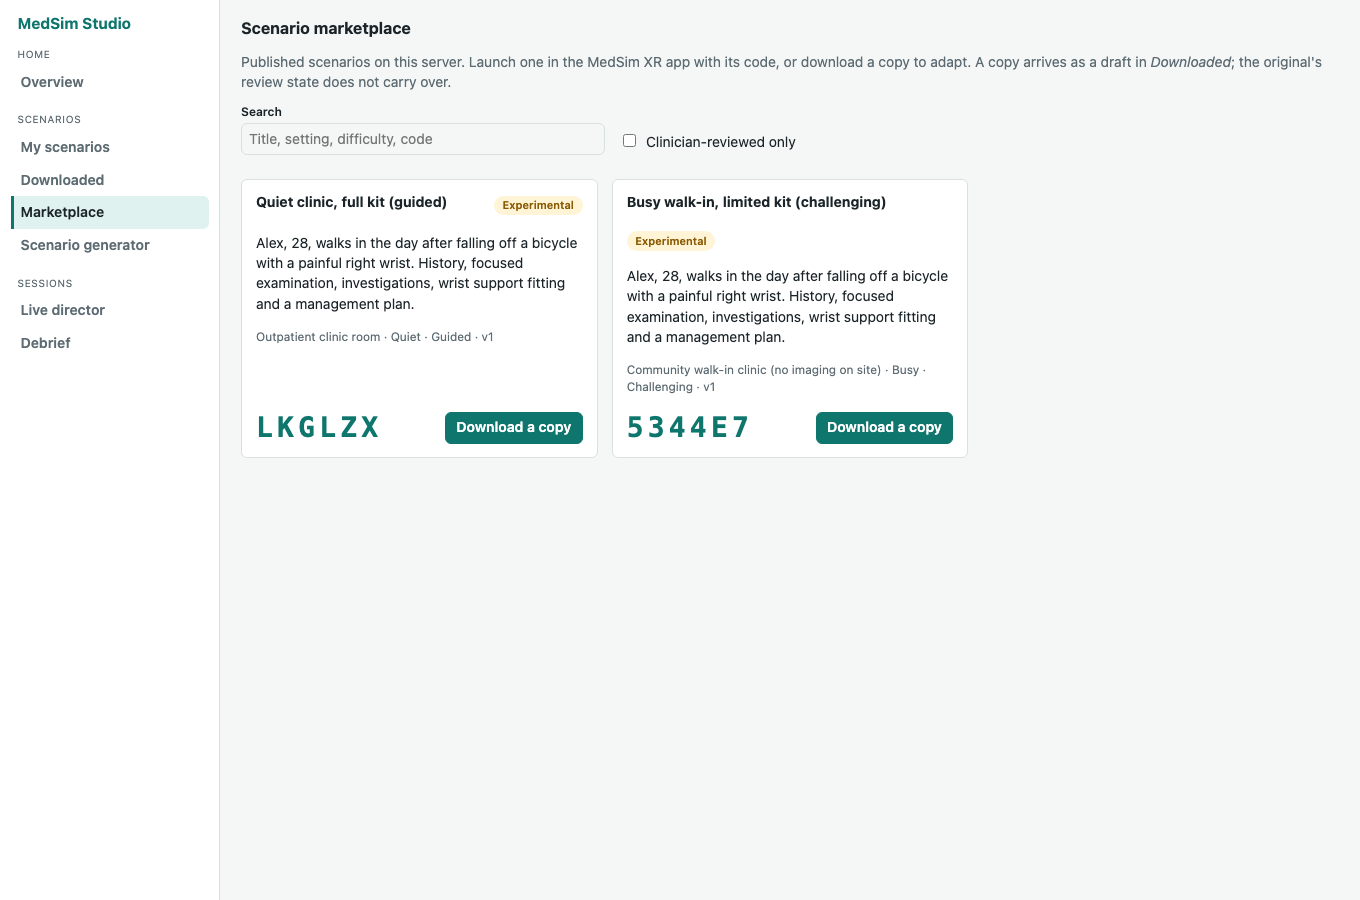 MedSim Studio
HOME
Overview
SCENARIOS
My scenarios
Downloaded
Marketplace
Scenario generator
SESSIONS
Live director
Debrief
Scenario marketplace
Published scenarios on this server. Launch one in the MedSim XR app with its code, or download a copy to adapt. A copy arrives as a draft in Downloaded; the original's
review state does not carry over.
Search
Title, setting, difficulty, code
Clinician-reviewed only
Quiet clinic, full kit (guided)
Experimental
Alex, 28, walks in the day after falling off a bicycle
with a painful right wrist. History, focused
examination, investigations, wrist support fitting
and a management plan.
Outpatient clinic room · Quiet · Guided · v1
LKGLZX
Download a copy
Busy walk-in, limited kit (challenging)
Experimental
Alex, 28, walks in the day after falling off a bicycle
with a painful right wrist. History, focused
examination, investigations, wrist support fitting
and a management plan.
Community walk-in clinic (no imaging on site) · Busy ·
Challenging · v1
5344E7
Download a copy